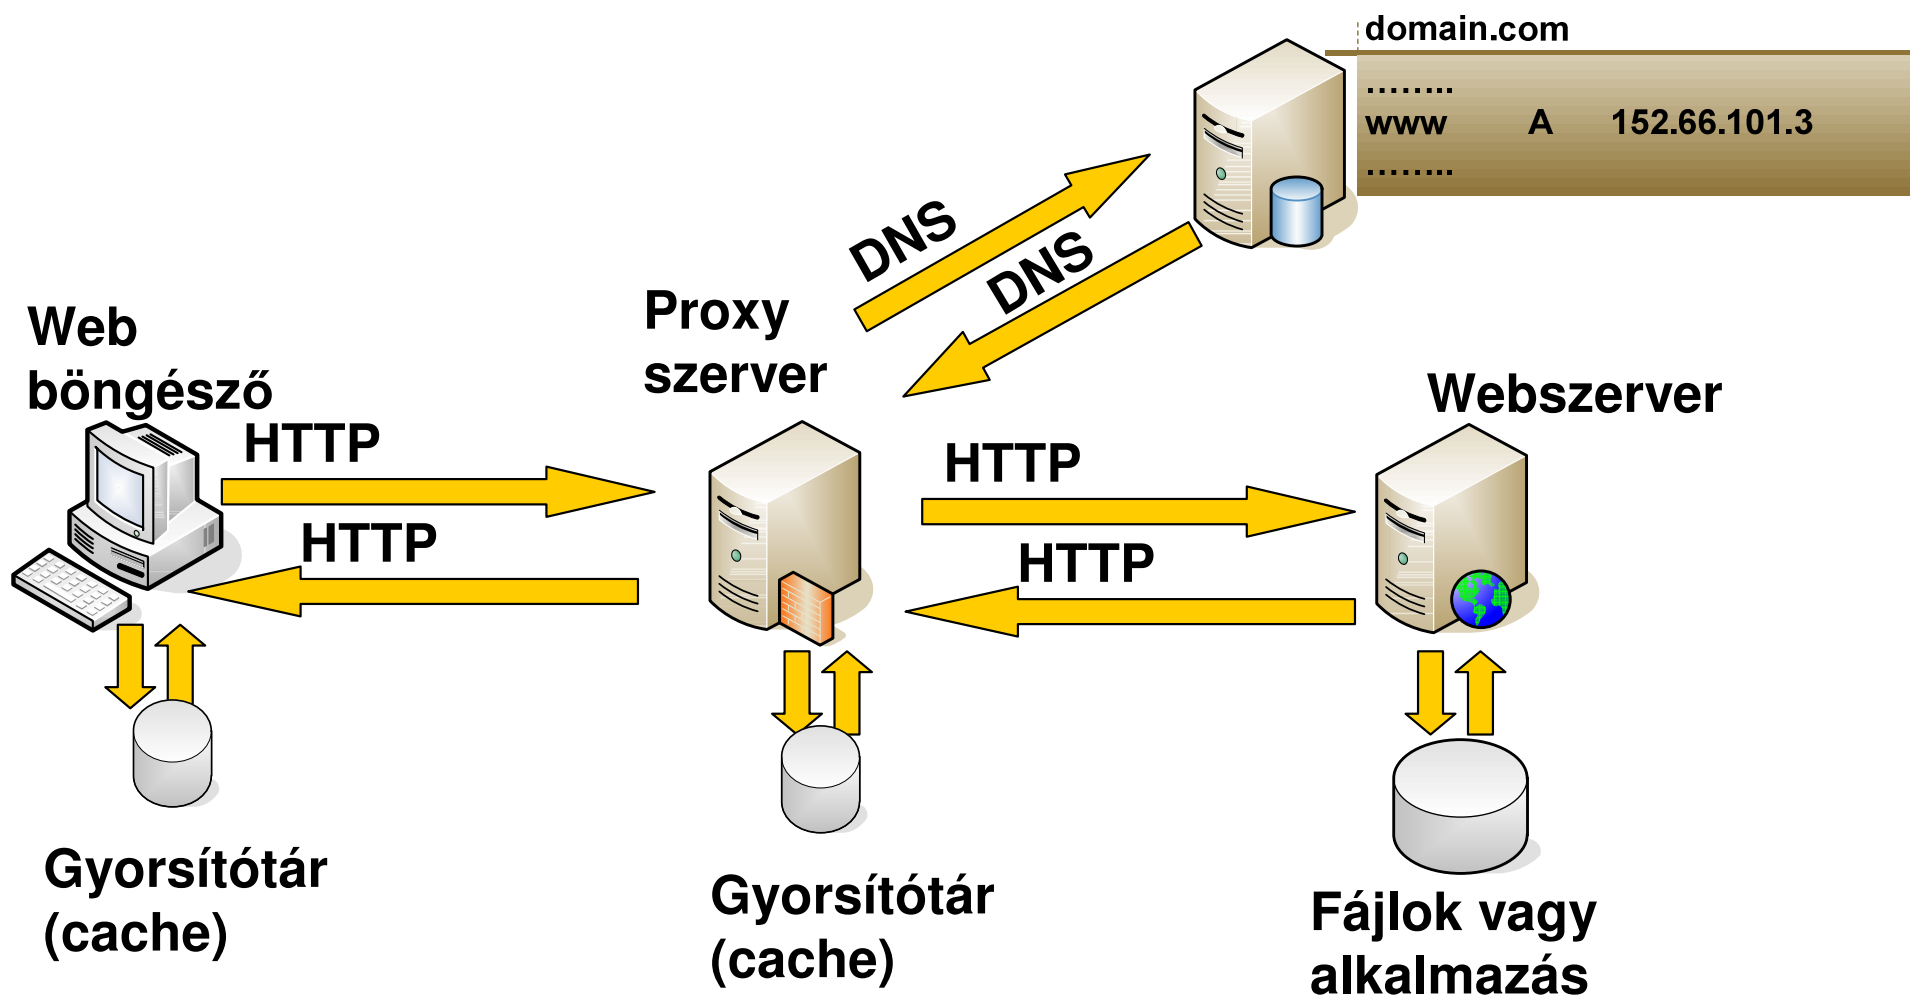 domain.com
........
www A 152.66.101.3
........
DNS
DNS
Proxy
szerver
Web
böngésző
Webszerver
HTTP
HTTP
HTTP
HTTP
Gyorsítótár
(cache)
Gyorsítótár
(cache)
Fájlok vagy
alkalmazás